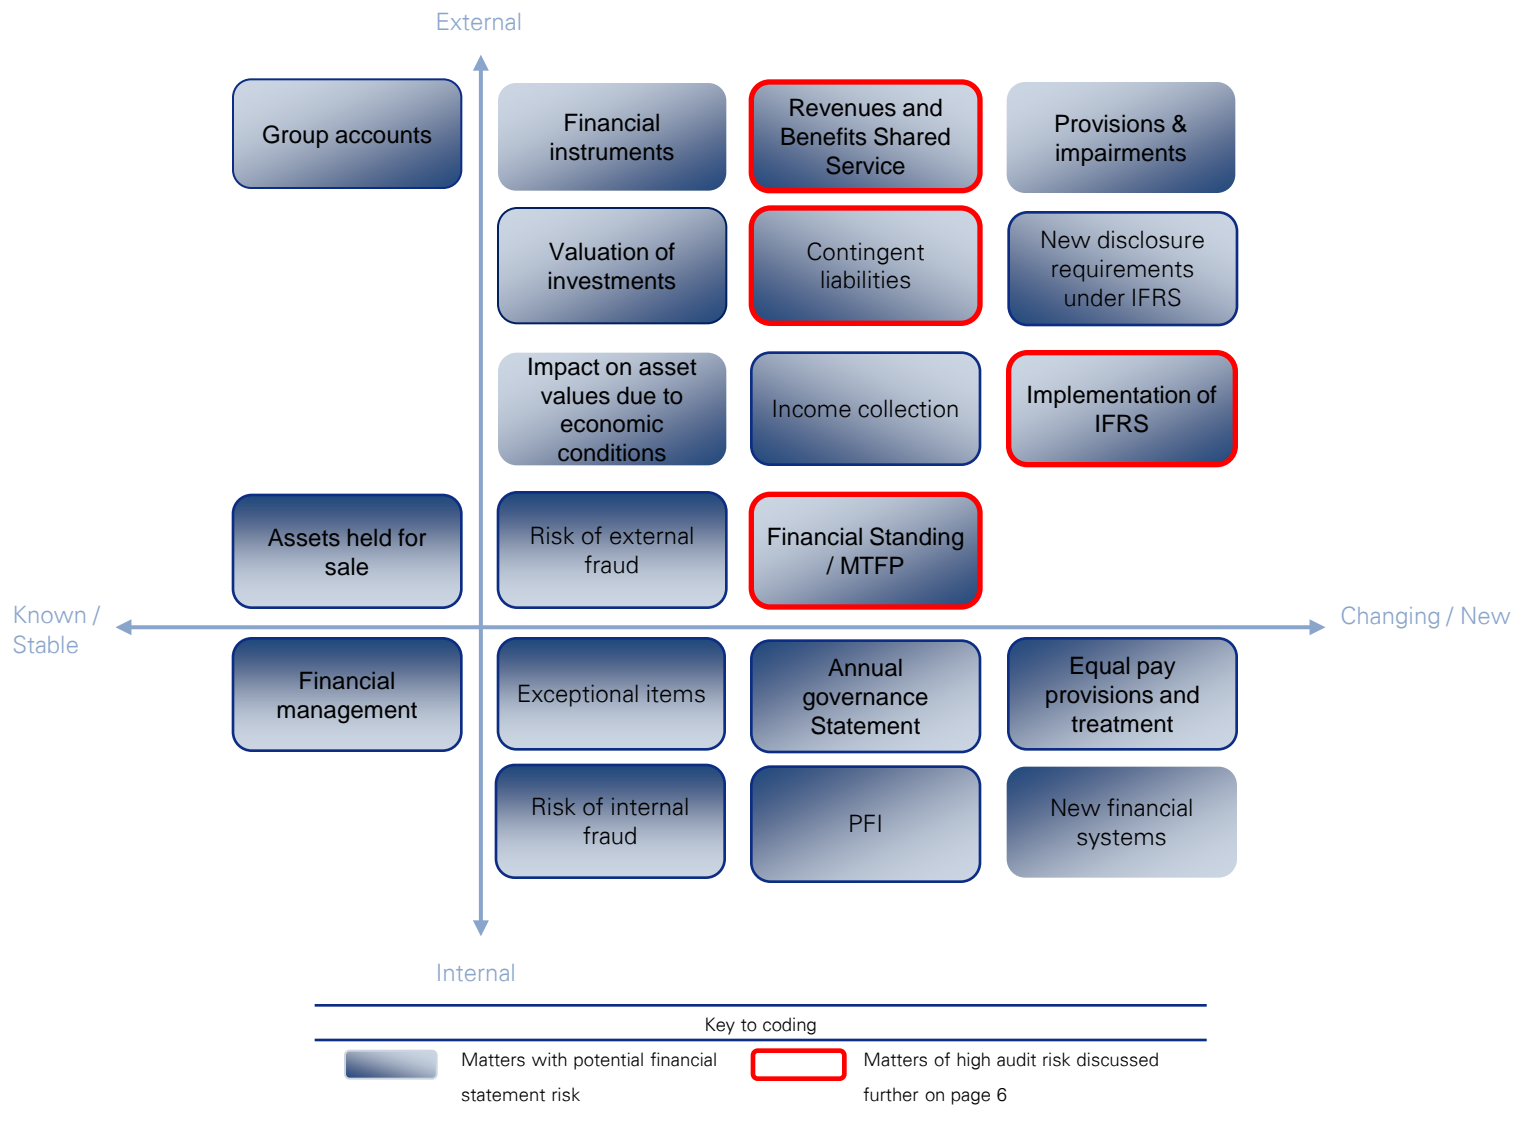 External
Group accounts
Financial
instruments
Revenues and
Benefits Shared
Service
Provisions &
impairments
Valuation of
investments
Contingent
liabilities
New disclosure
requirements
under IFRS
Impact on asset
values due to
economic
conditions
Income collection
Implementation of
IFRS
Assets held for
sale
Risk of external
fraud
Financial Standing
/ MTFP
Known /
Stable
Changing / New
Financial
management
Exceptional items
Annual
governance
Statement
Equal pay
provisions and
treatment
Risk of internal
fraud
PFI
New financial
systems
Internal
Key to coding
Matters with potential financial
statement risk
Matters of high audit risk discussed
further on page 6